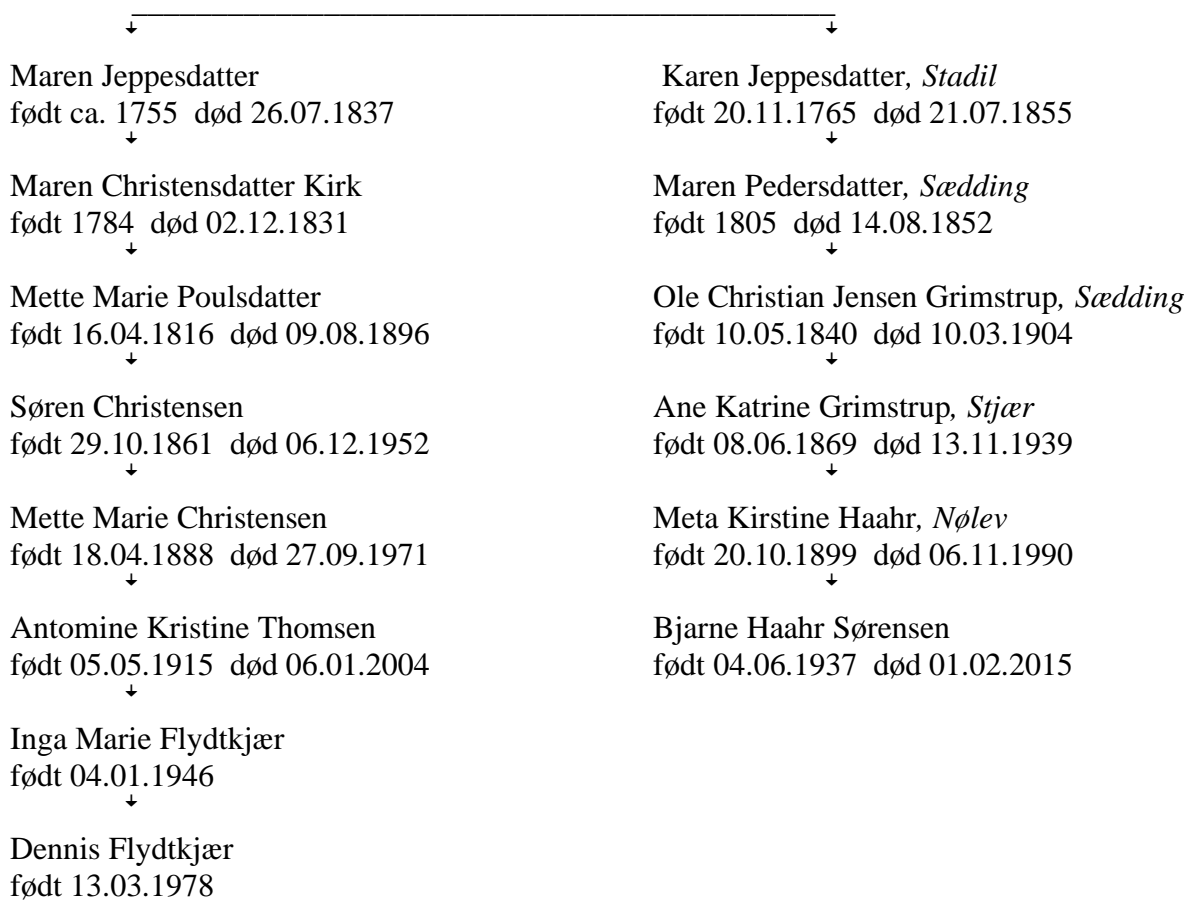 Maren Jeppesdatter
født ca. 1755 død 26.07.1837
Maren Christensdatter Kirk
født 1784 død 02.12.1831
Mette Marie Poulsdatter
født 16.04.1816 død 09.08.1896
Søren Christensen
født 29.10.1861 død 06.12.1952
Mette Marie Christensen
født 18.04.1888 død 27.09.1971
Antomine Kristine Thomsen
født 05.05.1915 død 06.01.2004
Inga Marie Flydtkjær
født 04.01.1946
Dennis Flydtkjær
født 13.03.1978
Karen Jeppesdatter, Stadil
født 20.11.1765 død 21.07.1855
Maren Pedersdatter, Sædding
født 1805 død 14.08.1852
Ole Christian Jensen Grimstrup, Sædding
født 10.05.1840 død 10.03.1904
Ane Katrine Grimstrup, Stjær
født 08.06.1869 død 13.11.1939
Meta Kirstine Haahr, Nølev
født 20.10.1899 død 06.11.1990
Bjarne Haahr Sørensen
født 04.06.1937 død 01.02.2015